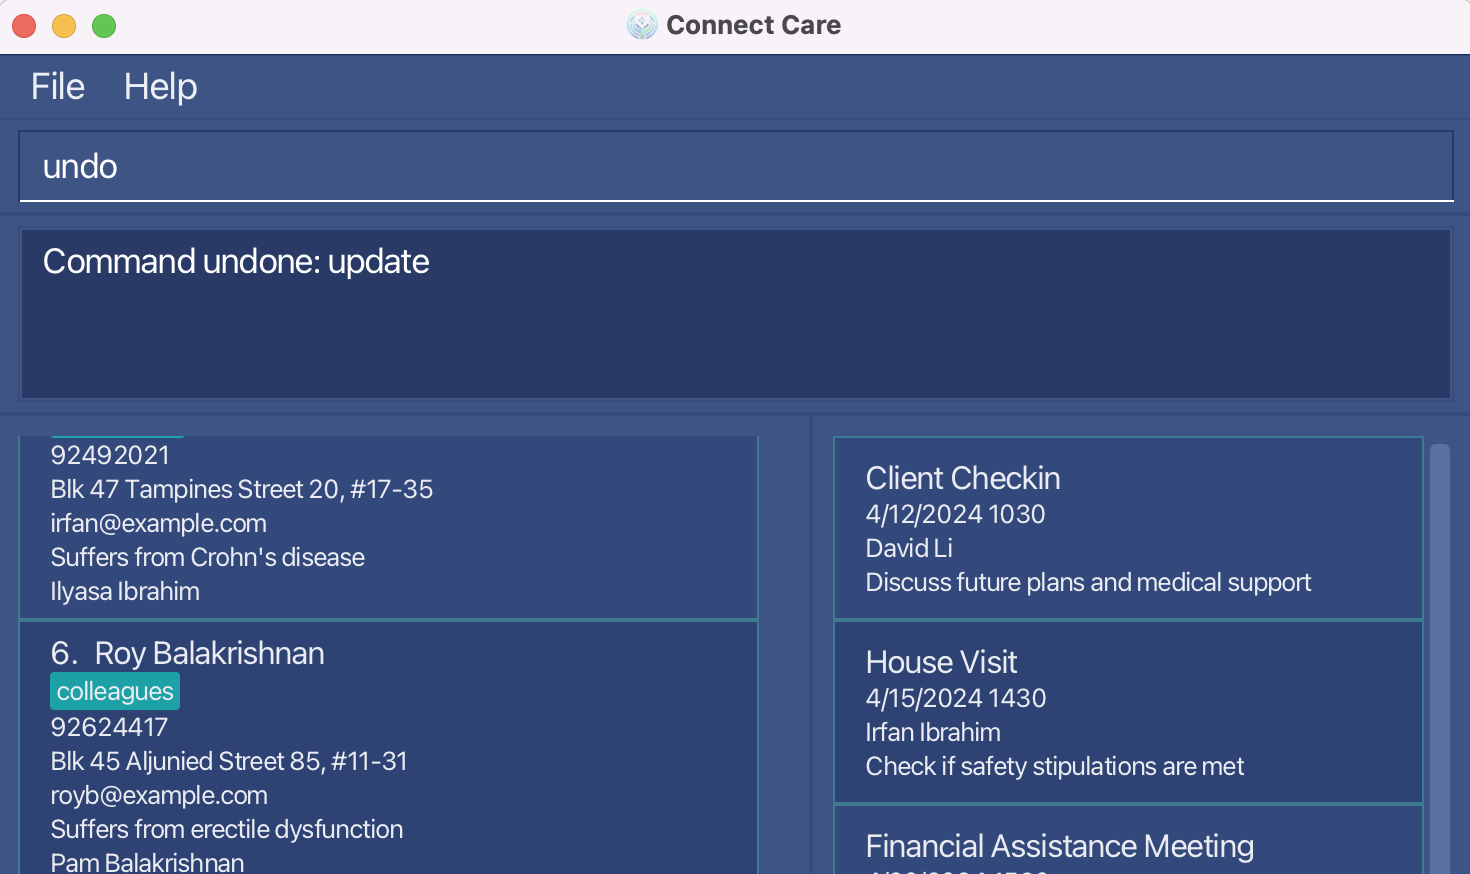 Connect Care
File Help
undo
Command undone: update
92492021
Blk 47 Tampines Street 20, #17-35
irfan@example.com
Suffers from Crohn's disease
Ilyasa Ibrahim
6. Roy Balakrishnan
colleagues
92624417
Blk 45 Aljunied Street 85, #11-31
royb@example.com
Suffers from erectile dysfunction
Pam Balakrishnan
Client Checkin
4/12/2024 1030
David Li
Discuss future plans and medical support
House Visit
4/15/2024 1430
Irfan Ibrahim
Check if safety stipulations are met
Financial Assistance Meeting